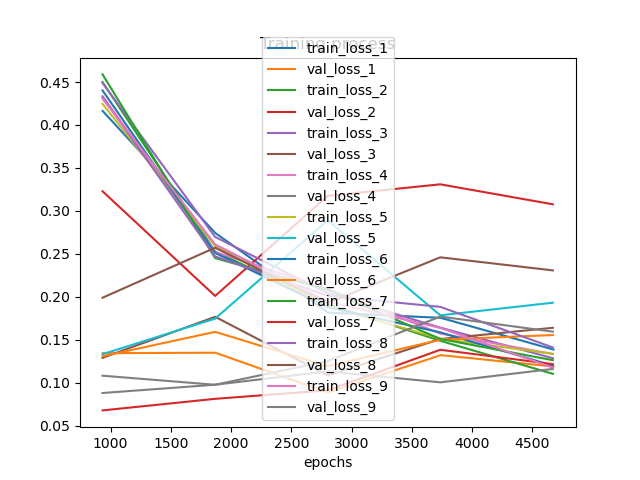 Training process
train_loss_1
val_loss_1
train_loss_2
val_loss_2
train_loss_3
val_loss_3
train_loss_4
val_loss_4
train_loss_5
val_loss_5
train_loss_6
val_loss_6
train_loss_7
val_loss_7
train_loss_8
val_loss_8
train_loss_9
val_loss_9
0.45
0.40
0.35
0.30
0.25
0.20
0.15
0.10
0.05
1000 1500 2000 2500 3000 3500 4000 4500
epochs